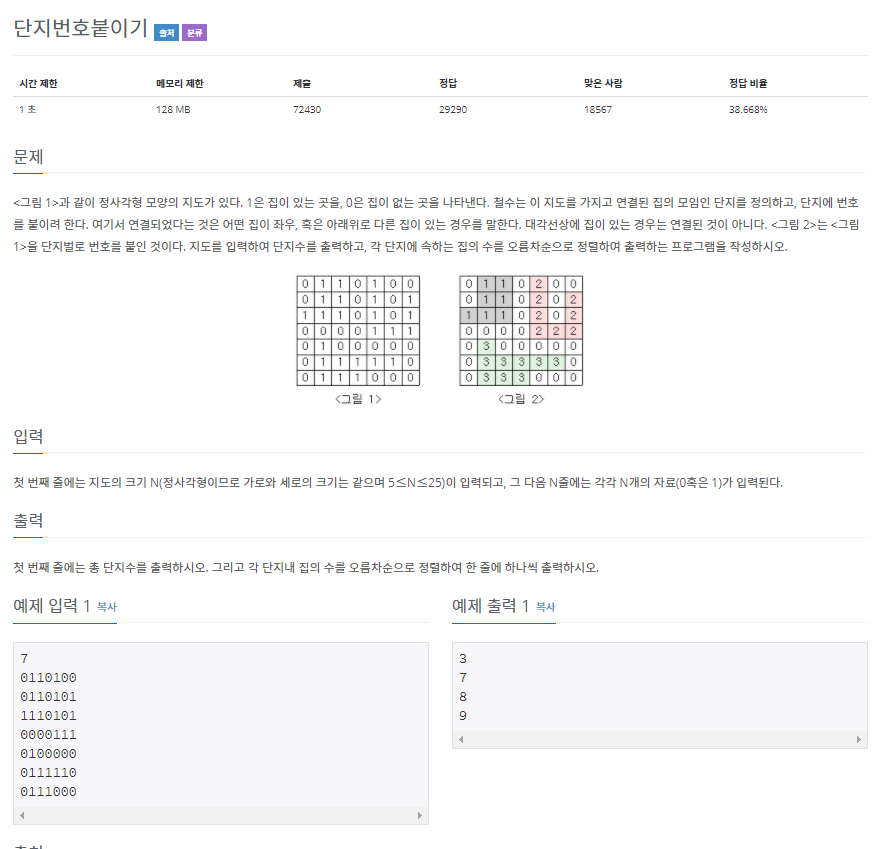 단지번호붙이기 출처 분류
시간 제한 메모리 제한 제출 정답 맞은 사람 정답 비율
1 초 128 MB 72430 29290 18567 38.668%
문제
<그림 1>과 같이 정사각형 모양의 지도가 있다. 1은 집이 있는 곳을, 0은 집이 없는 곳을 나타낸다. 철수는 이 지도를 가지고 연결된 집의 모임인 단지를 정의하고, 단지에 번호
를 붙이려 한다. 여기서 연결되었다는 것은 어떤 집이 좌우, 혹은 아래위로 다른 집이 있는 경우를 말한다. 대각선상에 집이 있는 경우는 연결된 것이 아니다. <그림 2>는 <그림
1>을 단지별로 번호를 붙인 것이다. 지도를 입력하여 단지수를 출력하고, 각 단지에 속하는 집의 수를 오름차순으로 정렬하여 출력하는 프로그램을 작성하시오.
0 1 1 0 1 0 0
0 1 1 0 1 0 1
1 1 1 0 1 0 1
0 0 0 0 1 1 1
0 1 0 0 0 0 0
0 1 1 1 1 1 0
0 1 1 1 0 0 0
<그림 1>
0 1 1 0 2 0 0
0 1 1 0 2 0 2
1 1 1 0 2 0 2
0 0 0 0 2 2 2
0 3 0 0 0 0 0
0 3 3 3 3 3 0
0 3 3 3 0 0 0
<그림 2>
입력
첫 번째 줄에는 지도의 크기 N(정사각형이므로 가로와 세로의 크기는 같으며 5≤N≤25)이 입력되고, 그 다음 N줄에는 각각 N개의 자료(0혹은 1)가 입력된다.
출력
첫 번째 줄에는 총 단지수를 출력하시오. 그리고 각 단지내 집의 수를 오름차순으로 정렬하여 한 줄에 하나씩 출력하시오.
예제 입력 1 복사
7
0110100
0110101
1110101
0000111
0100000
0111110
0111000
예제 출력 1 복사
3
7
8
9